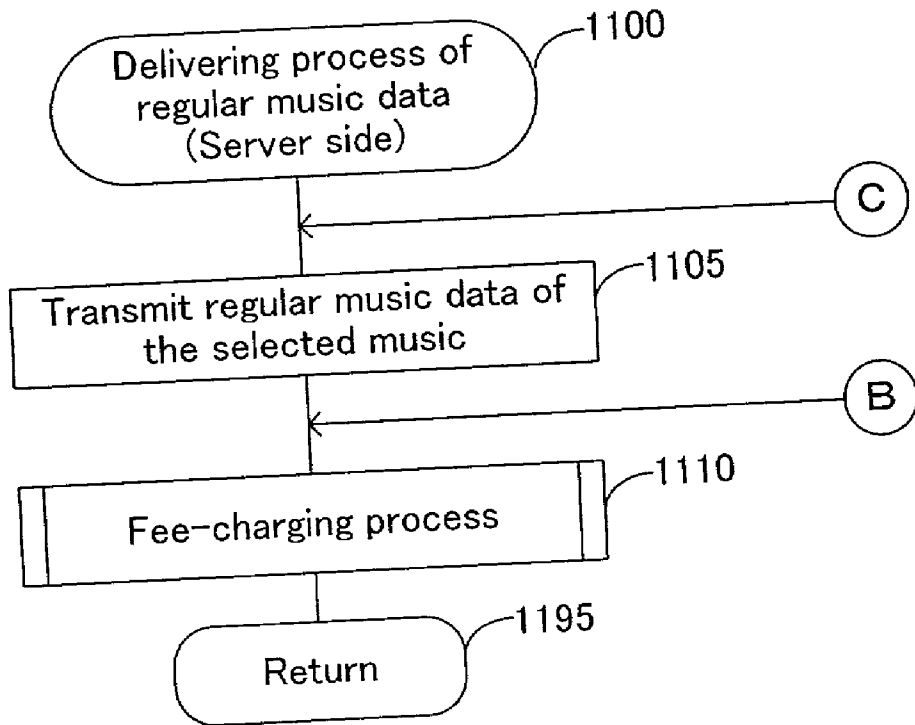 1100
Delivering process of
regular music data
(Server side)
C
1105
Transmit regular music data of
the selected music
B
1110
Fee-charging process
1195
Return